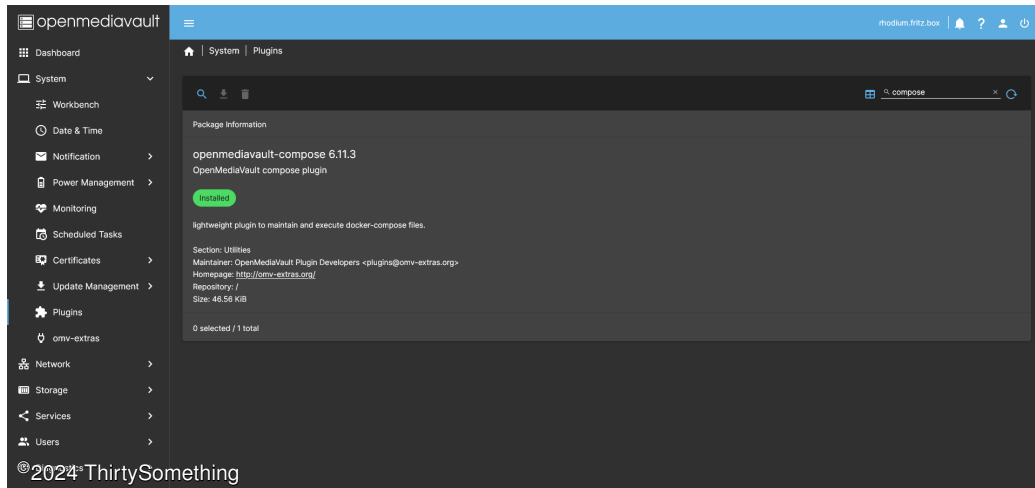 openmediavault
rhodium.fritz.box
Dashboard
System | Plugins
System
Workbench
compose
Date & Time
Package Information
Notification
openmediavault-compose 6.11.3
OpenMediaVault compose plugin
Power Management
Installed
Monitoring
lightweight plugin to maintain and execute docker-compose files.
Scheduled Tasks
Section: Utilities
Certificates
Maintainer: OpenMediaVault Plugin Developers <plugins@omv-extras.org>
Homepage: http://omv-extras.org/
Update Management
Repository: /
Size: 46.56 KiB
Plugins
0 selected / 1 total
omv-extras
Network
Storage
Services
Users
©2024 ThirtySomething